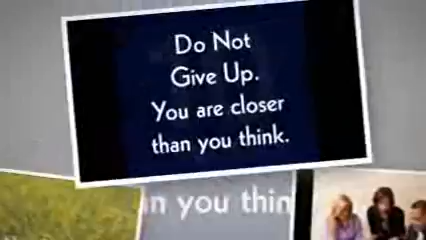 Do Not
Give Up.
You are closer
than you think.
n you thin